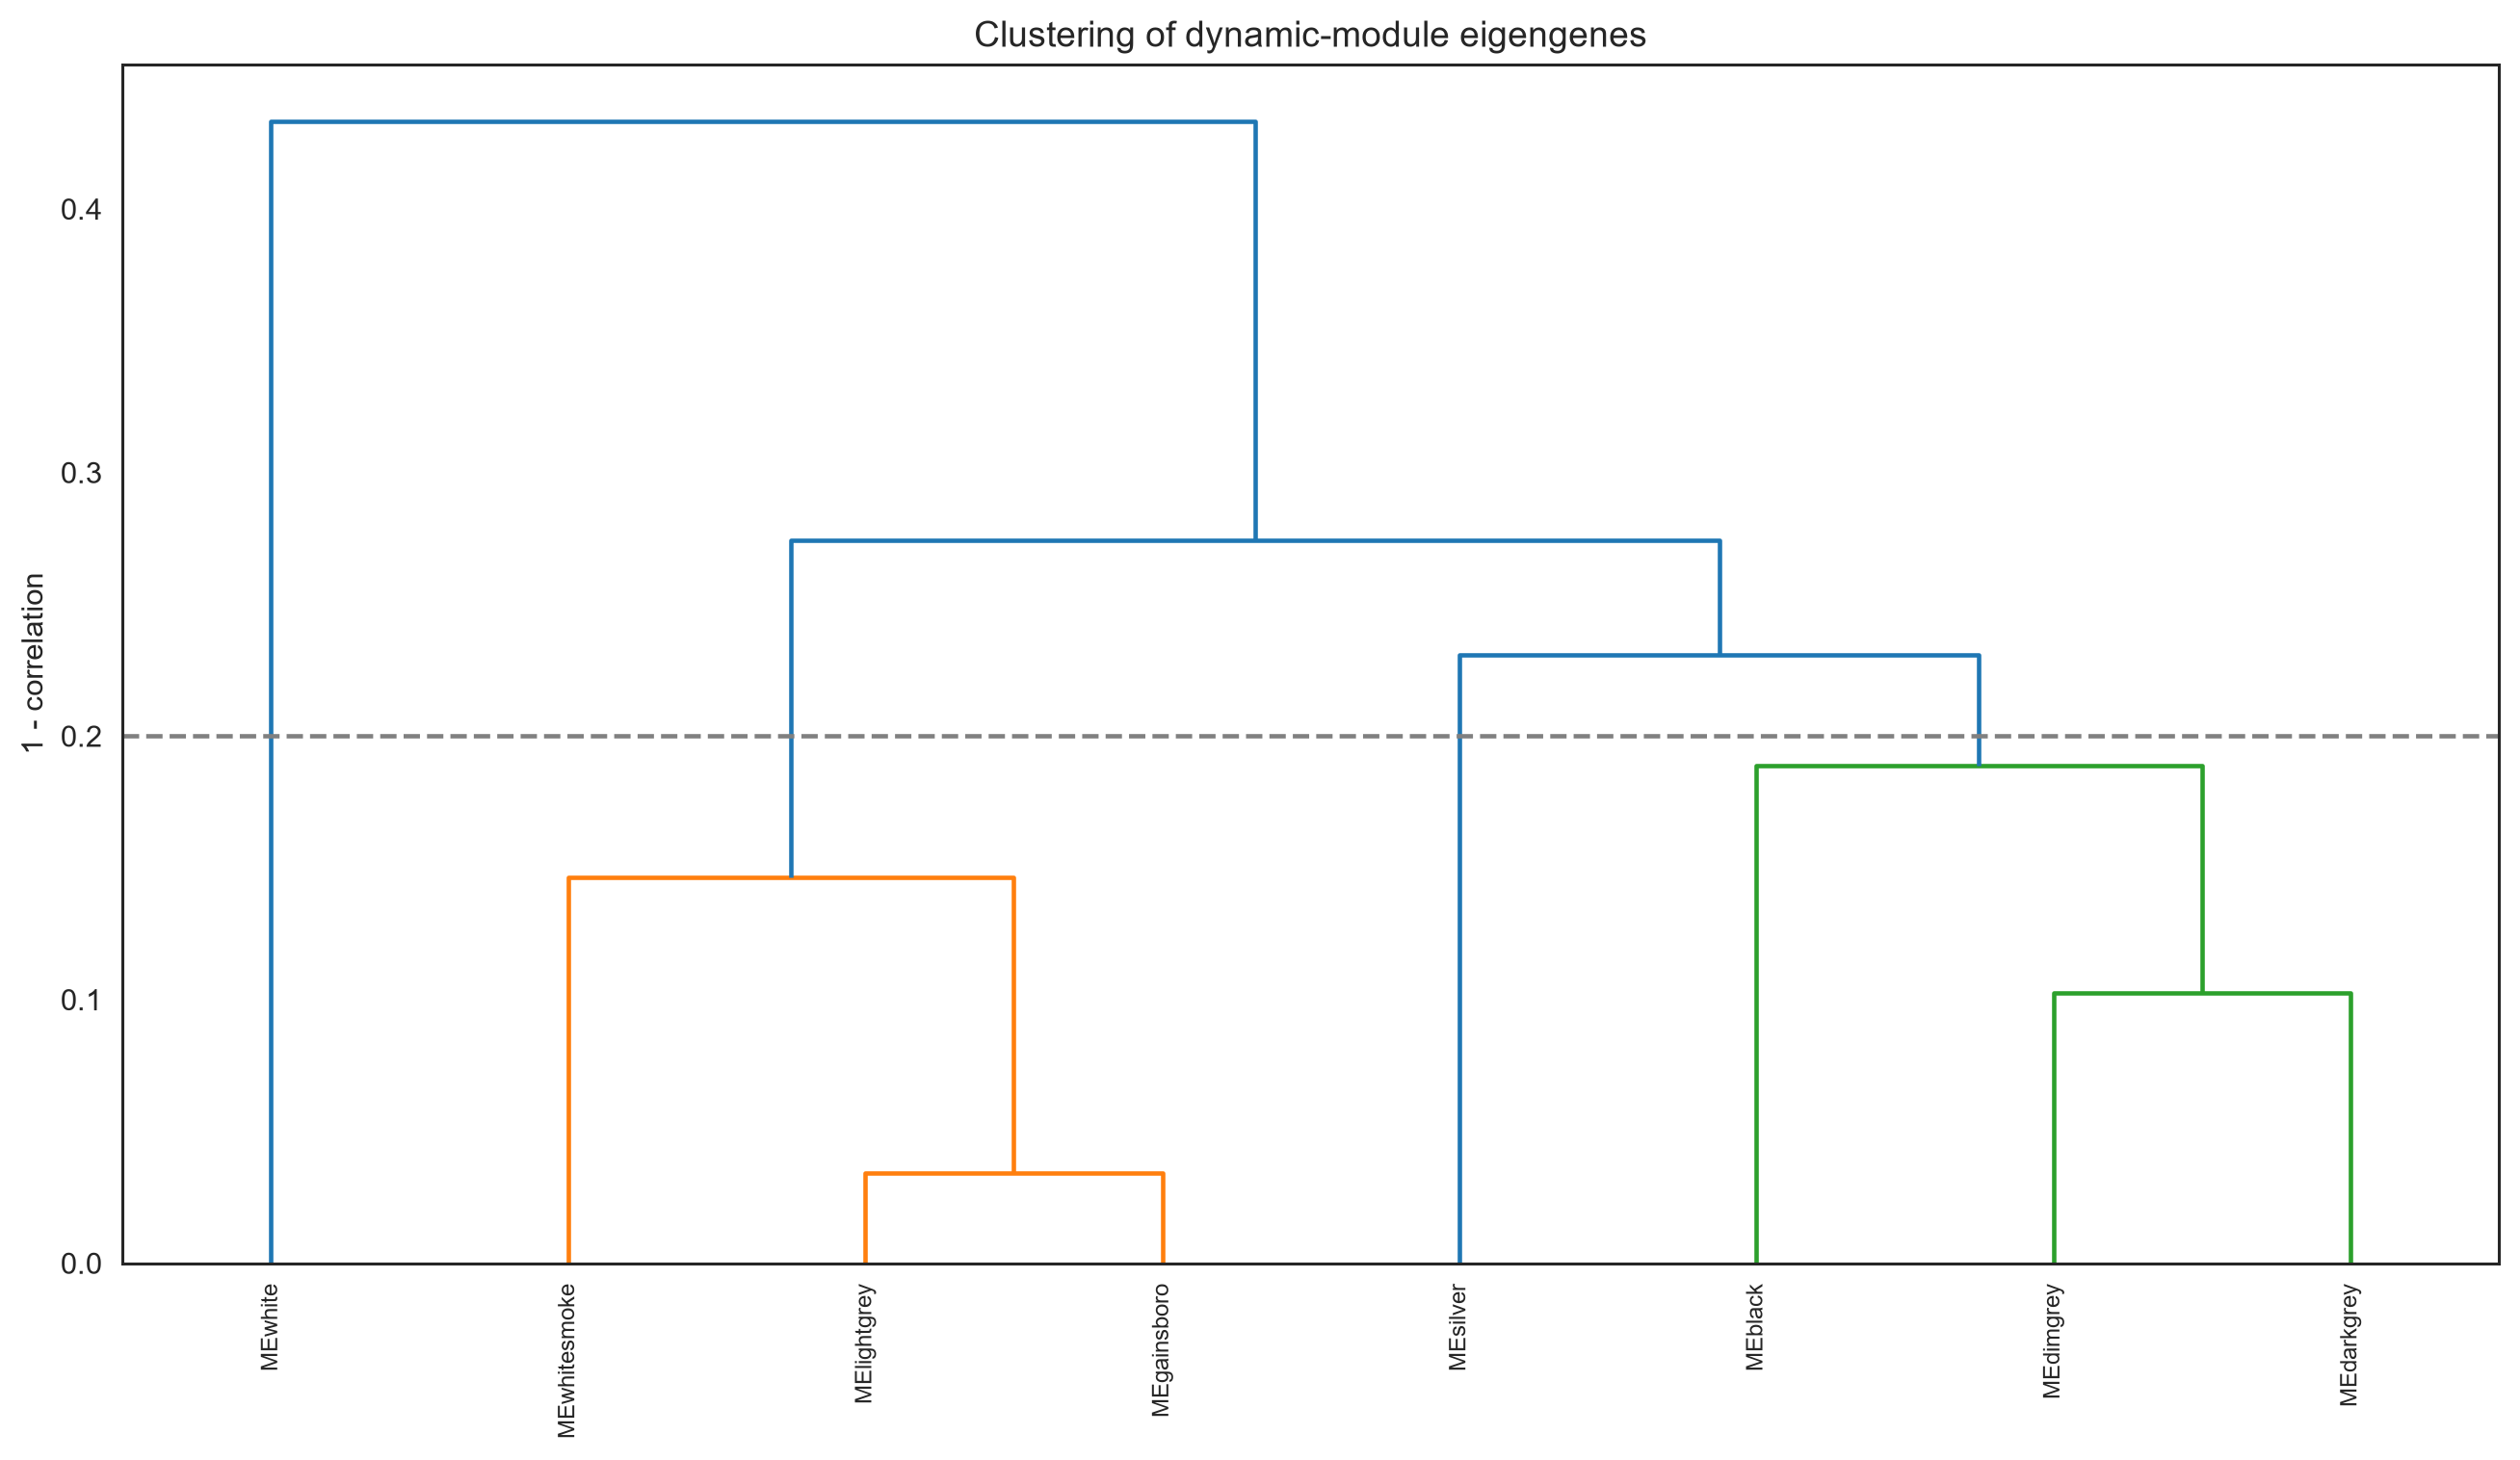 Clustering of dynamic-module eigengenes
1 - correlation
0.4
0.3
0.2
0.1
0.0
MEwhite
MEwhitesmoke
MElightgrey
MEgainsboro
MEsilver
MEblack
MEdimgrey
MEdarkgrey